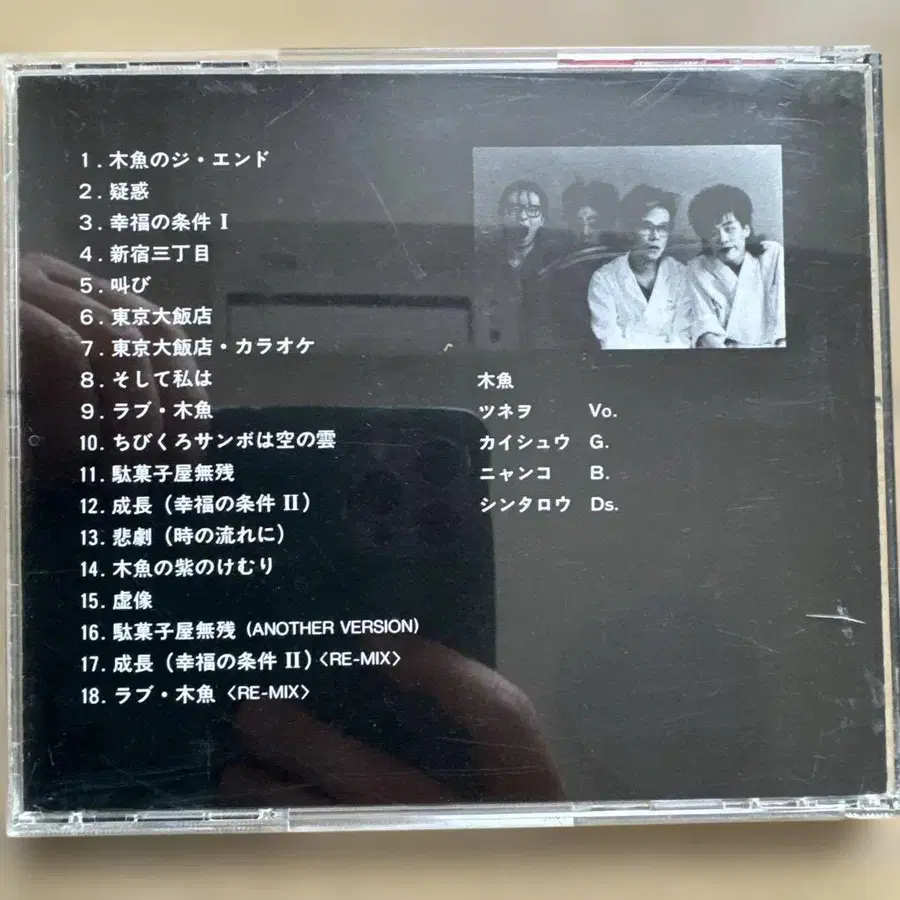 1. 木魚のジ・エンド
2. 疑惑
3. 幸福の条件 I
4. 新宿三丁目
5. 叫び
6. 東京大飯店
7. 東京大飯店・カラオケ
8. そして私は
9. ラブ・木魚
10. ちびくろサンボは空の雲
11. 駄菓子屋無残
12. 成長（幸福の条件 II）
13. 悲劇（時の流れに）
14. 木魚の紫のけむり
15. 虚像
16. 駄菓子屋無残（ANOTHER VERSION）
17. 成長（幸福の条件 II）〈RE-MIX〉
18. ラブ・木魚〈RE-MIX〉
木魚
ツネヲ Vo.
カイシュウ G.
ニャンコ B.
シンタロウ Ds.